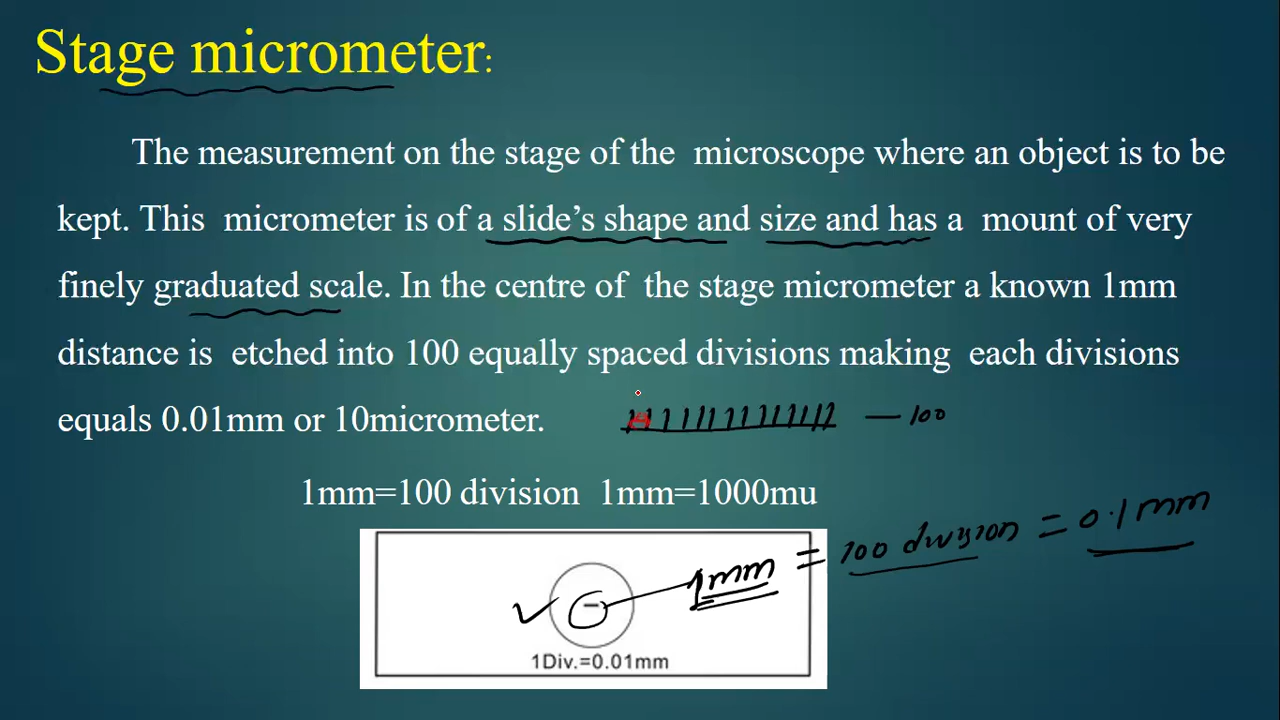 Stage micrometer:
The measurement on the stage of the microscope where an object is to be
kept. This micrometer is of a slide’s shape and size and has a mount of very
finely graduated scale. In the centre of the stage micrometer a known 1mm
distance is etched into 100 equally spaced divisions making each divisions
equals 0.01mm or 10micrometer.
— 100
1mm=100 division 1mm=1000mu
1mm = 100 division = 0.1mm
1Div.=0.01mm